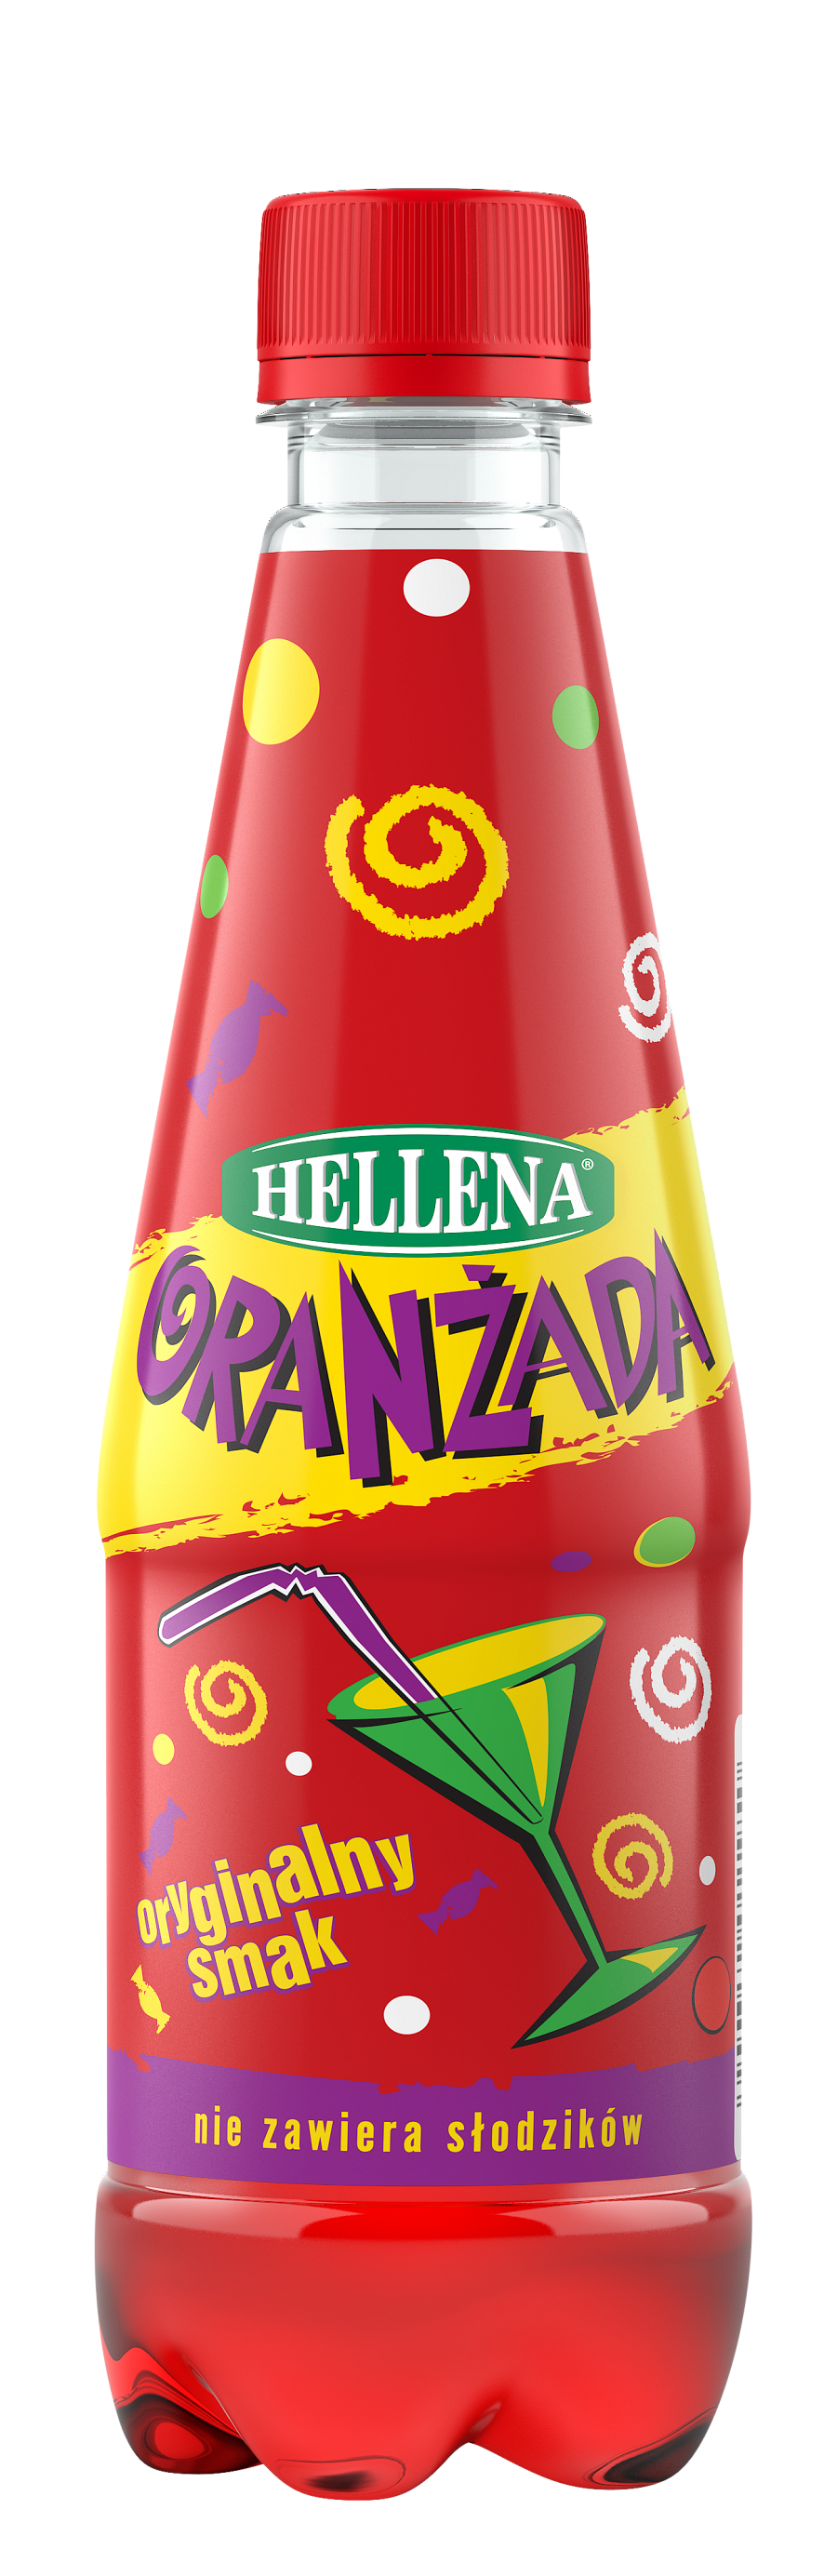 HELLENA®
ORANŻADA
oryginalny
smak
nie zawiera słodzików